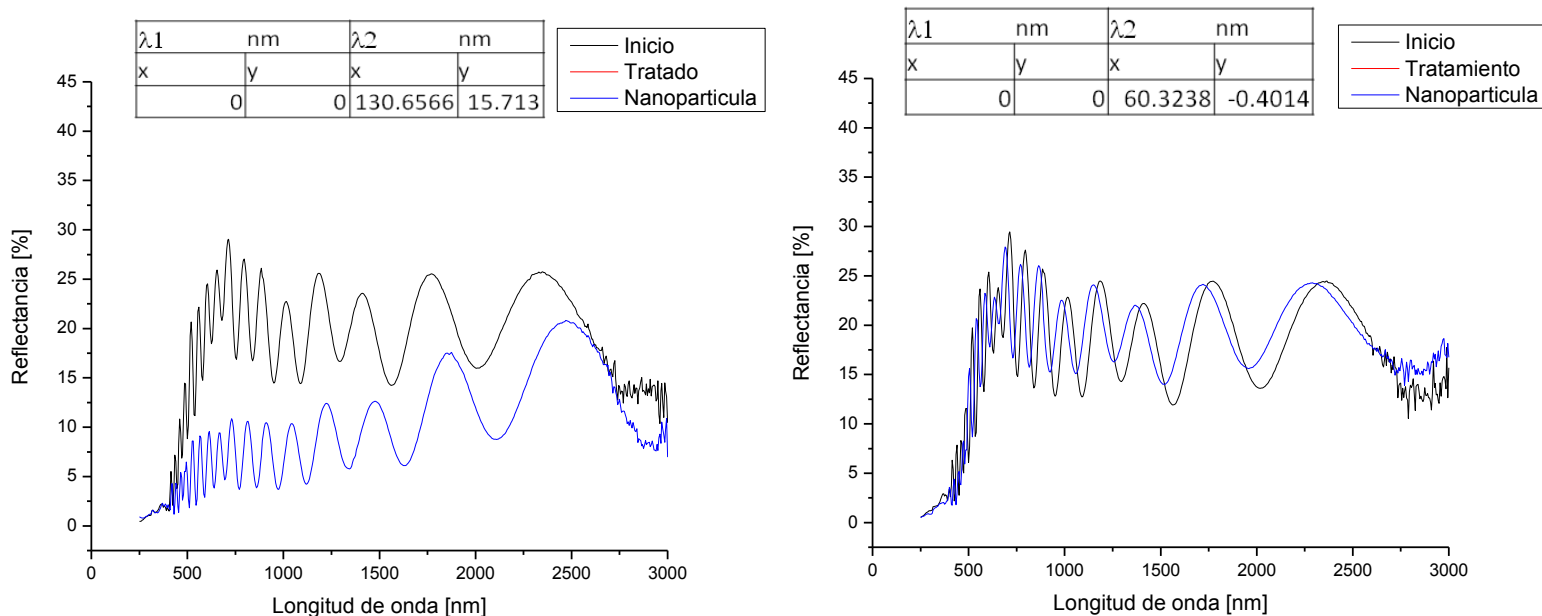 λ1 nm λ2 nm
x y x y
0 0 130.6566 15.713
Inicio
Tratado
Nanoparticula
45
40
35
30
25
20
15
10
5
0
Reflectancia [%]
0 500 1000 1500 2000 2500 3000
Longitud de onda [nm]
λ1 nm λ2 nm
x y x y
0 0 60.3238 -0.4014
Inicio
Tratamiento
Nanoparticula
45
40
35
30
25
20
15
10
5
0
Reflectancia [%]
0 500 1000 1500 2000 2500 3000
Longitud de onda [nm]